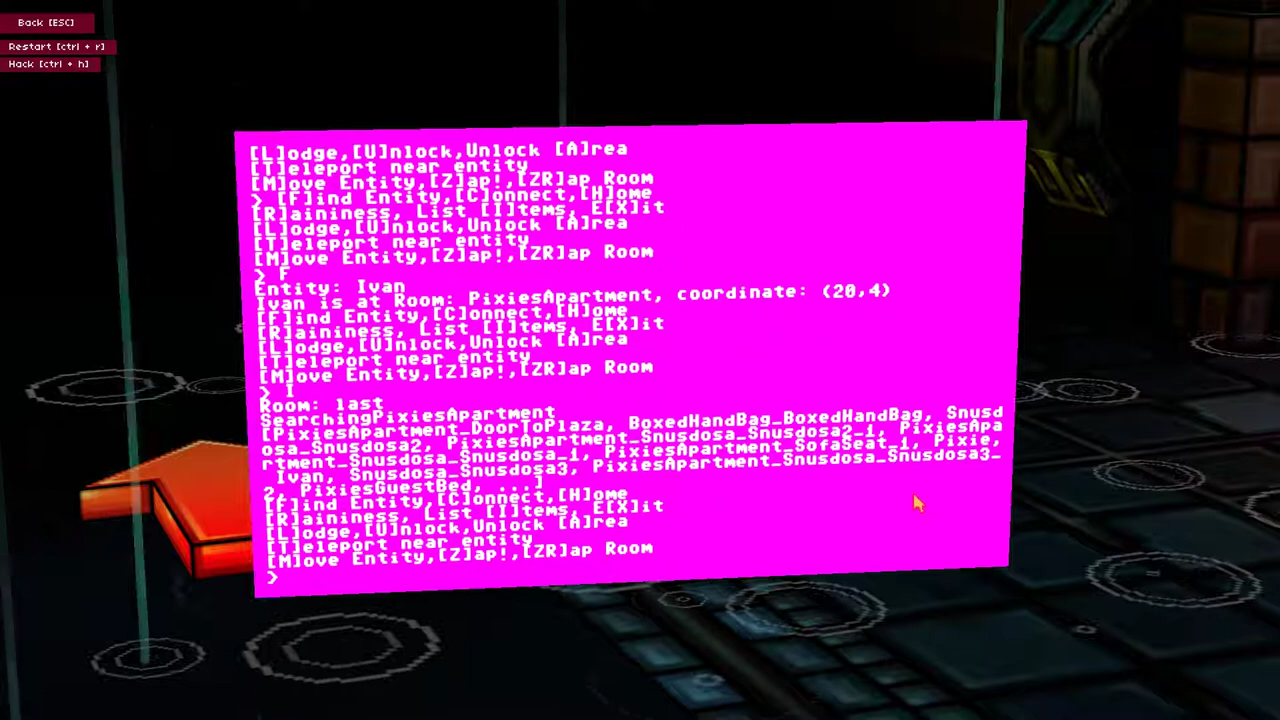 Back [ESC]
Restart [ctrl + r]
Hack [ctrl + h]
[L]odge,[U]nlock,Unlock [A]rea
[T]eleport near entity
[M]ove Entity,[Z]ap!,[ZR]ap Room
> [F]ind Entity,[C]onnect,[H]ome
[R]aininess, List [I]tems, E[X]it
[L]odge,[U]nlock,Unlock [A]rea
[T]eleport near entity
[M]ove Entity,[Z]ap!,[ZR]ap Room
> F
Entity: Ivan
Ivan is at Room: PixiesApartment, coordinate: (20,4)
[F]ind Entity,[C]onnect,[H]ome
[R]aininess, List [I]tems, E[X]it
[L]odge,[U]nlock,Unlock [A]rea
[T]eleport near entity
[M]ove Entity,[Z]ap!,[ZR]ap Room
> I
Room: last
SearchingPixiesApartment
[PixiesApartment_DoorToPlaza, BoxedHandBag_BoxedHandBag, Snusd
osa_Snusdosa2, PixiesApartment_Snusdosa_Snusdosa2-1, PixiesApa
rtment_Snusdosa_Snusdosa_1, PixiesApartment_SofaSeat_1, Pixie,
Ivan, Snusdosa_Snusdosa3, PixiesApartment_Snusdosa_Snusdosa3_
2, PixiesGuestBed, ...]
[F]ind Entity,[C]onnect,[H]ome
[R]aininess, List [I]tems, E[X]it
[L]odge,[U]nlock,Unlock [A]rea
[T]eleport near entity
[M]ove Entity,[Z]ap!,[ZR]ap Room
>